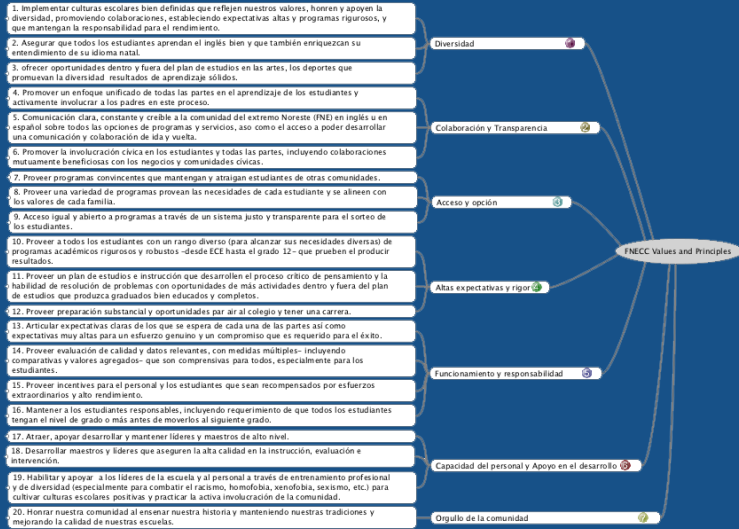 1. Implementar culturas escolares bien definidas que reflejen nuestros valores, honren y apoyen la
diversidad, promoviendo colaboraciones, estableciendo expectativas altas y programas rigurosos, y
que mantengan la responsabilidad para el rendimiento.
2. Asegurar que todos los estudiantes aprendan el inglés bien y que también enriquezcan su
entendimiento de su idioma natal.
3. ofrecer oportunidades dentro y fuera del plan de estudios en las artes, los deportes que
promuevan la diversidad resultados de aprendizaje sólidos.
Diversidad
4. Promover un enfoque unificado de todas las partes en el aprendizaje de los estudiantes y
activamente involucrar a los padres en este proceso.
5. Comunicación clara, constante y creíble a la comunidad del extremo Noreste (FNE) en inglés u en
español sobre todos las opciones de programas y servicios, aso como el acceso a poder desarrollar
una comunicación y colaboración de ida y vuelta.
6. Promover la involucración cívica en los estudiantes y todas las partes, incluyendo colaboraciones
mutuamente beneficiosas con los negocios y comunidades cívicas.
Colaboración y Transparencia
7. Proveer programas convincentes que mantengan y atraigan estudiantes de otras comunidades.
8. Proveer una variedad de programas provean las necesidades de cada estudiante y se alineen con
los valores de cada familia.
9. Acceso igual y abierto a programas a través de un sistema justo y transparente para el sorteo de
los estudiantes.
Acceso y opción
10. Proveer a todos los estudiantes con un rango diverso (para alcanzar sus necesidades diversas) de
programas académicos rigurosos y robustos -desde ECE hasta el grado 12- que prueben el producir
resultados.
11. Proveer un plan de estudios e instrucción que desarrollen el proceso crítico de pensamiento y la
habilidad de resolución de problemas con oportunidades de más actividades dentro y fuera del plan
de estudios que produzca graduados bien educados y completos.
12. Proveer preparación substancial y oportunidades par air al colegio y tener una carrera.
Altas expectativas y rigor
13. Articular expectativas claras de los que se espera de cada una de las partes así como
expectativas muy altas para un esfuerzo genuino y un compromiso que es requerido para el éxito.
14. Proveer evaluación de calidad y datos relevantes, con medidas múltiples- incluyendo
comparativas y valores agregados- que son comprensivas para todos, especialmente para los
estudiantes.
15. Proveer incentivos para el personal y los estudiantes que sean recompensados por esfuerzos
extraordinarios y alto rendimiento.
16. Mantener a los estudiantes responsables, incluyendo requerimiento de que todos los estudiantes
tengan el nivel de grado o más antes de moverlos al siguiente grado.
Funcionamiento y responsabilidad
17. Atraer, apoyar desarrollar y mantener líderes y maestros de alto nivel.
18. Desarrollar maestros y lideres que aseguren la alta calidad en la instrucción, evaluación e
intervención.
19. Habilitar y apoyar a los líderes de la escuela y al personal a través de entrenamiento profesional
y de diversidad (especialmente para combatir el racismo, homofobia, xenofobia, sexismo, etc.) para
cultivar culturas escolares positivas y practicar la activa involucración de la comunidad.
Capacidad del personal y Apoyo en el desarrollo
20. Honrar nuestra comunidad al ensenar nuestra historia y manteniendo nuestras tradiciones y
mejorando la calidad de nuestras escuelas.
Orgullo de la comunidad
FNECC Values and Principles